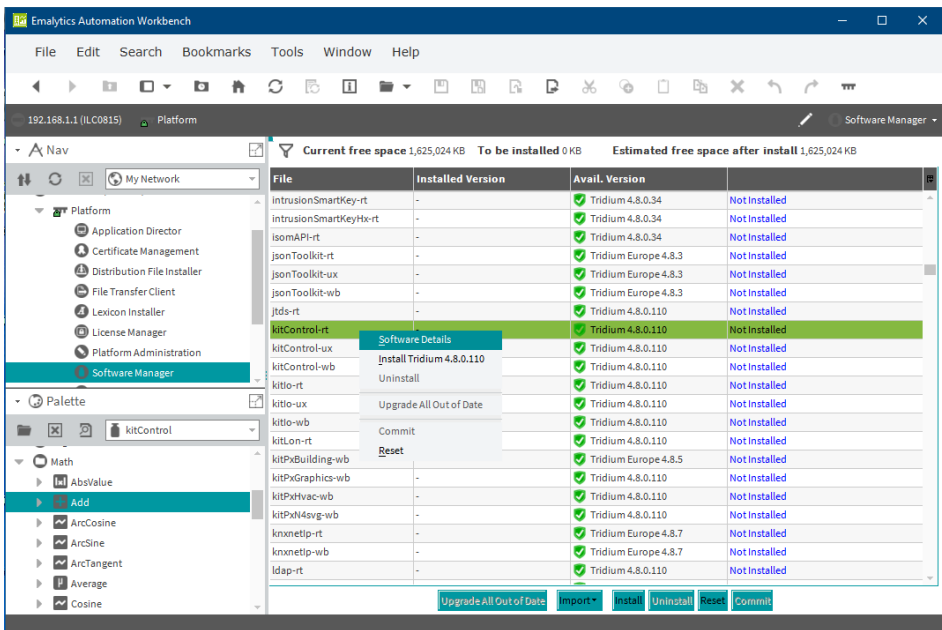 Emalytics Automation Workbench
File Edit Search Bookmarks Tools Window Help
192.168.1.1 (ILC0815) Platform Software Manager
Nav
My Network
Platform
Application Director
Certificate Management
Distribution File Installer
File Transfer Client
Lexicon Installer
License Manager
Platform Administration
Software Manager
Palette
kitControl
Math
AbsValue
Add
ArcCosine
ArcSine
ArcTangent
Average
Cosine
Current free space 1,625,024 KB To be installed 0 KB Estimated free space after install 1,625,024 KB
File Installed Version Avail. Version
intrusionSmartKey-rt - Tridium 4.8.0.34 Not Installed
intrusionSmartKeyHx-rt - Tridium 4.8.0.34 Not Installed
isomAPI-rt - Tridium 4.8.0.34 Not Installed
jsonToolkit-rt - Tridium Europe 4.8.3 Not Installed
jsonToolkit-ux - Tridium Europe 4.8.3 Not Installed
jsonToolkit-wb - Tridium Europe 4.8.3 Not Installed
jtds-rt - Tridium 4.8.0.110 Not Installed
kitControl-rt - Tridium 4.8.0.110 Not Installed
kitControl-ux Tridium 4.8.0.110 Not Installed
kitControl-wb Tridium 4.8.0.110 Not Installed
kitIo-rt Tridium 4.8.0.110 Not Installed
kitIo-ux Tridium 4.8.0.110 Not Installed
kitIo-wb Tridium 4.8.0.110 Not Installed
kitLon-rt Tridium 4.8.0.110 Not Installed
kitPxBuilding-wb Tridium Europe 4.8.5 Not Installed
kitPxGraphics-wb - Tridium 4.8.0.110 Not Installed
kitPxHvac-wb - Tridium 4.8.0.110 Not Installed
kitPxN4svg-wb - Tridium 4.8.0.110 Not Installed
knxnetIp-rt - Tridium Europe 4.8.7 Not Installed
knxnetIp-wb - Tridium Europe 4.8.7 Not Installed
ldap-rt - Tridium 4.8.0.110 Not Installed
Software Details
Install Tridium 4.8.0.110
Uninstall
Upgrade All Out of Date
Commit
Reset
Upgrade All Out of Date Import Install Uninstall Reset Commit